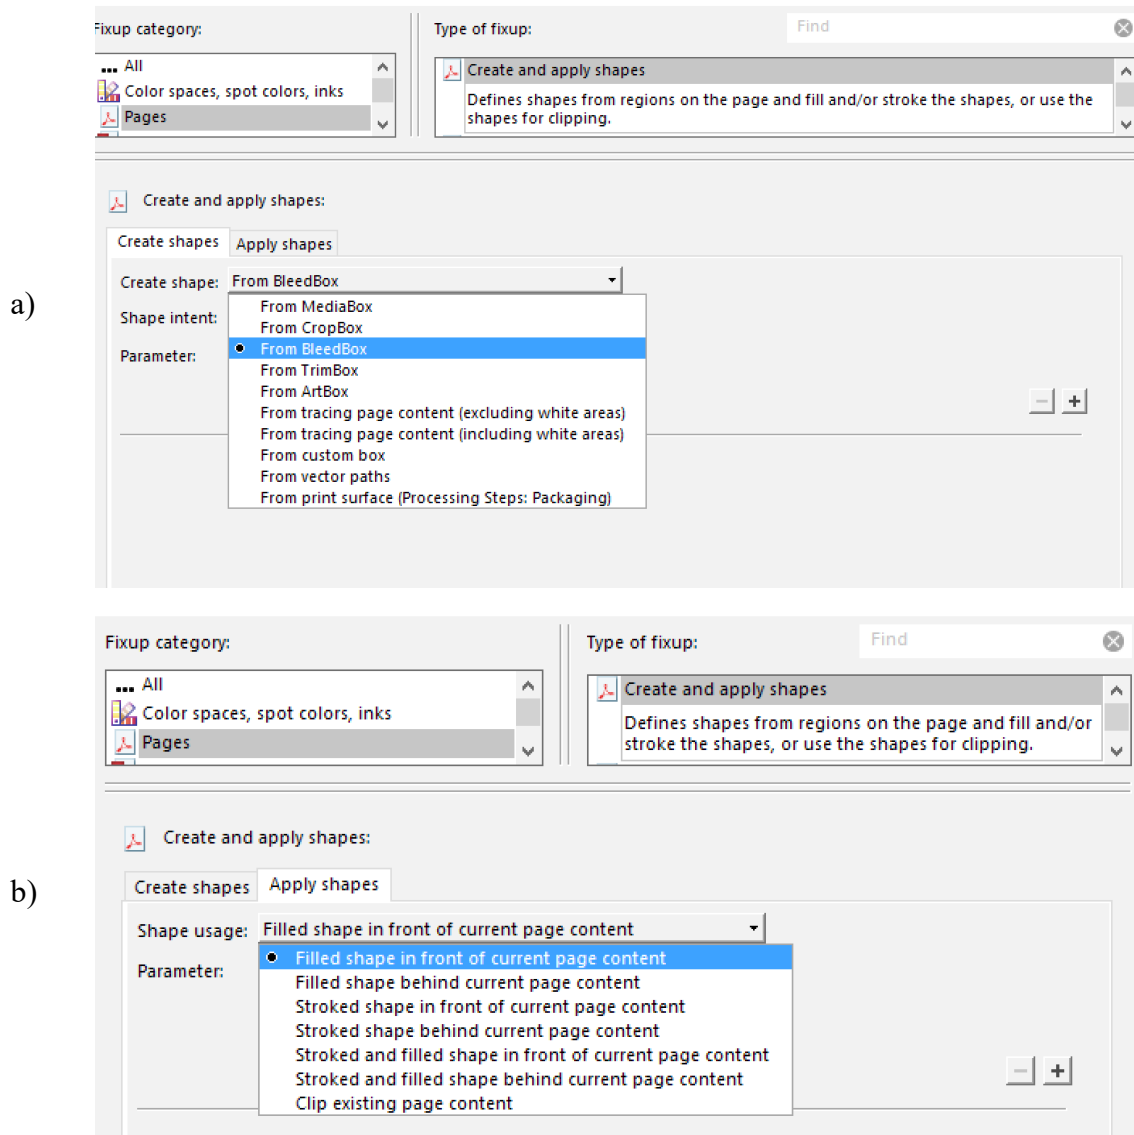 Fixup category:
Type of fixup:
Find
All
Color spaces, spot colors, inks
Pages
Create and apply shapes
Defines shapes from regions on the page and fill and/or stroke the shapes, or use the
shapes for clipping.
Create and apply shapes:
Create shapes
Apply shapes
a)
Create shape:
From BleedBox
Shape intent:
Parameter:
From MediaBox
From CropBox
From BleedBox
From TrimBox
From ArtBox
From tracing page content (excluding white areas)
From tracing page content (including white areas)
From custom box
From vector paths
From print surface (Processing Steps: Packaging)
Fixup category:
Type of fixup:
Find
All
Color spaces, spot colors, inks
Pages
Create and apply shapes
Defines shapes from regions on the page and fill and/or
stroke the shapes, or use the shapes for clipping.
Create and apply shapes:
b)
Create shapes
Apply shapes
Shape usage:
Filled shape in front of current page content
Parameter:
Filled shape in front of current page content
Filled shape behind current page content
Stroked shape in front of current page content
Stroked shape behind current page content
Stroked and filled shape in front of current page content
Stroked and filled shape behind current page content
Clip existing page content